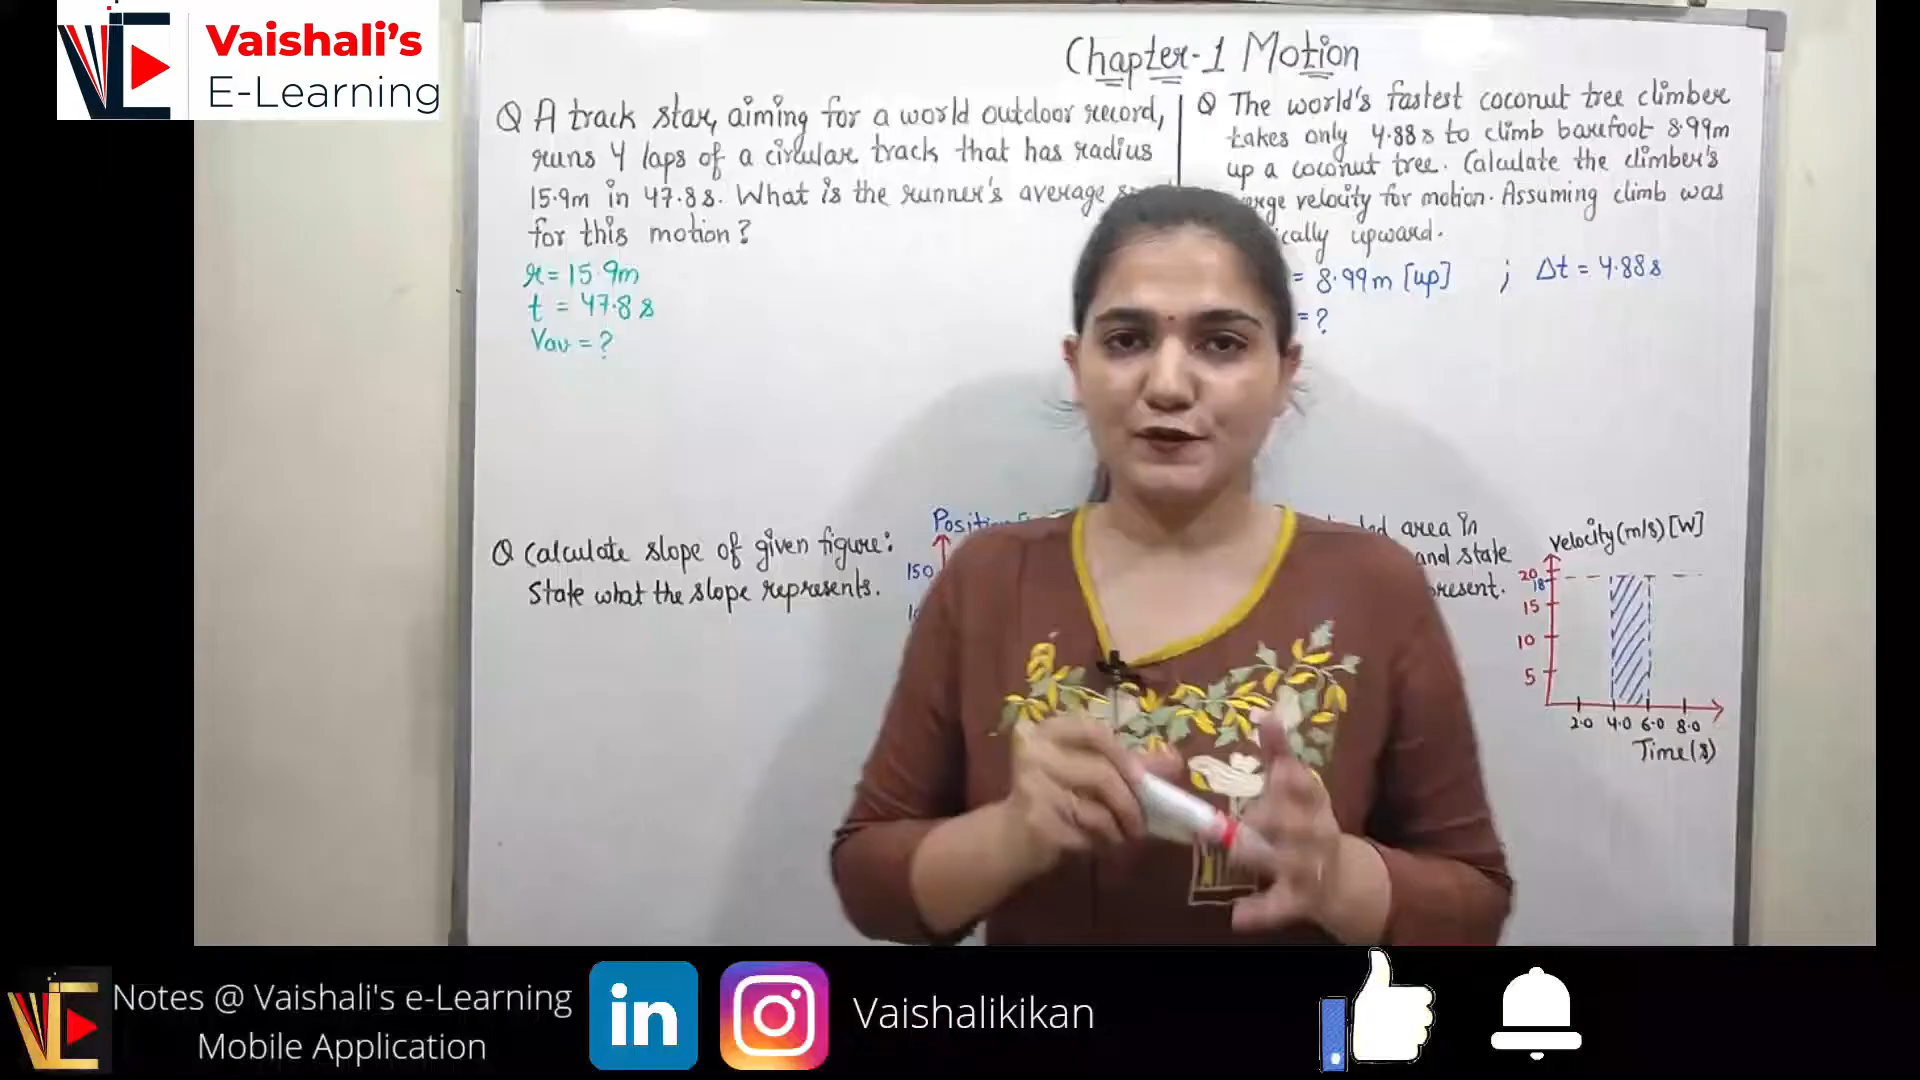 Vaishali's
E-Learning
Chapter-1 Motion
Q A track star, aiming for a world outdoor record,
runs 4 laps of a circular track that has radius
15.9m in 47.8s. What is the runner's average
for this motion?
r = 15.9m
t = 47.8 s
Vav = ?
Q The world's fastest coconut tree climber
takes only 4.88s to climb barefoot 8.99m
up a coconut tree. Calculate the climber's
velocity for motion. Assuming climb was
upward.
= 8.99m [up] ; Δt = 4.88s
= ?
Q Calculate slope of given figure:
State what the slope represents.
150
area in
and state
velocity (m/s) [W]
20
18
15
10
5
2.0 4.0 6.0 8.0
Time(s)
Notes @ Vaishali's e-Learning
Mobile Application
in
Vaishalikikan